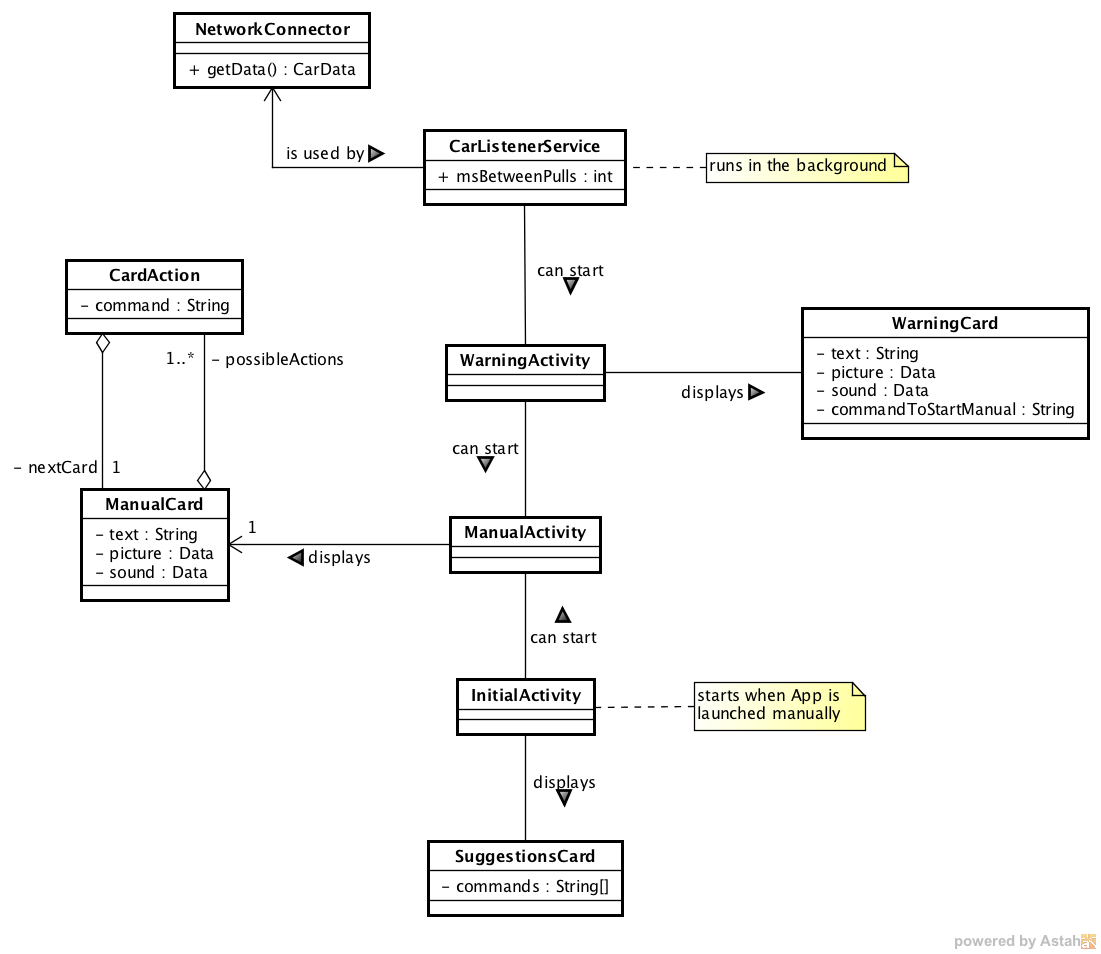 NetworkConnector
+ getData() : CarData
is used by
CarListenerService
+ msBetweenPulls : int
runs in the background
can start
CardAction
- command : String
1..*
- possibleActions
- nextCard
1
WarningActivity
displays
WarningCard
- text : String
- picture : Data
- sound : Data
- commandToStartManual : String
can start
ManualCard
- text : String
- picture : Data
- sound : Data
1
displays
ManualActivity
can start
InitialActivity
starts when App is
launched manually
displays
SuggestionsCard
- commands : String[]
powered by Astah